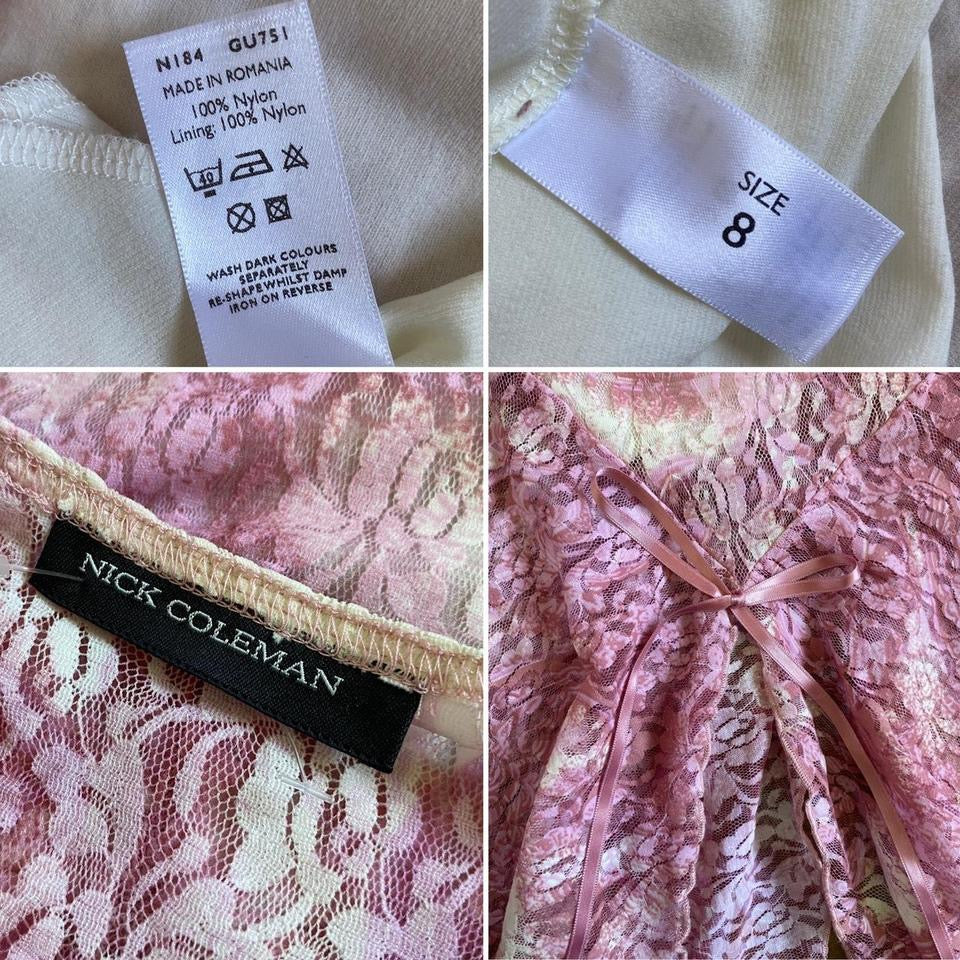 N184 GU751
MADE IN ROMANIA
100% Nylon
Lining: 100% Nylon
40
WASH DARK COLOURS
SEPARATELY
RE-SHAPE WHILST DAMP
IRON ON REVERSE
SIZE
8
NICK COLEMAN